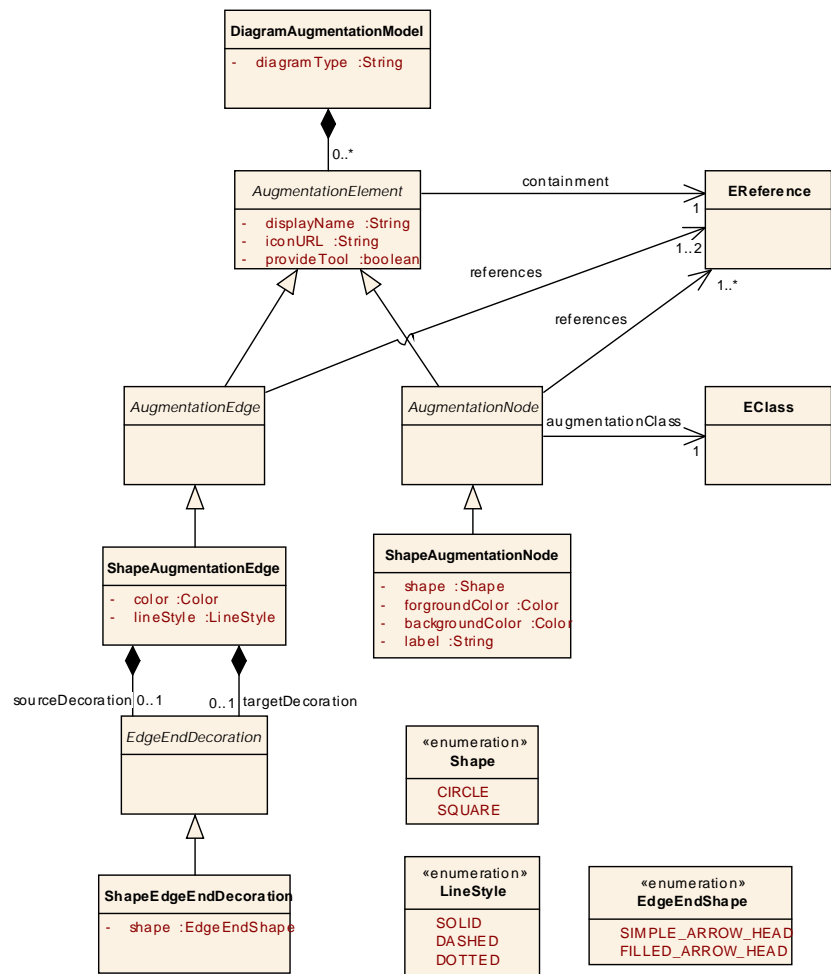 DiagramAugmentationModel
- diagramType :String
0..*
AugmentationElement
- displayName :String
- iconURL :String
- provideTool :boolean
containment
1
EReference
1..2
references
1..*
references
AugmentationEdge
AugmentationNode
augmentationClass
1
EClass
ShapeAugmentationEdge
- color :Color
- lineStyle :LineStyle
ShapeAugmentationNode
- shape :Shape
- forgroundColor :Color
- backgroundColor :Color
- label :String
sourceDecoration 0..1
0..1 targetDecoration
EdgeEndDecoration
«enumeration»
Shape
CIRCLE
SQUARE
ShapeEdgeEndDecoration
- shape :EdgeEndShape
«enumeration»
LineStyle
SOLID
DASHED
DOTTED
«enumeration»
EdgeEndShape
SIMPLE_ARROW_HEAD
FILLED_ARROW_HEAD